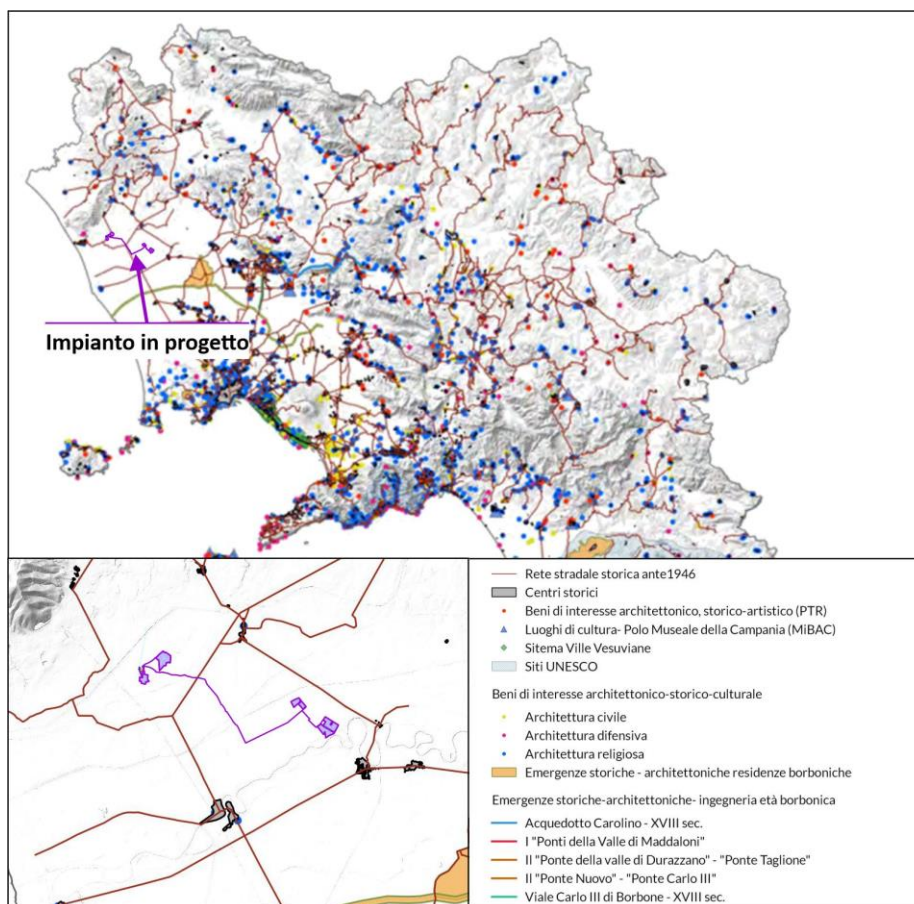 Impianto in progetto
Rete stradale storica ante1946
Centri storici
Beni di interesse architettonico, storico-artistico (PTR)
Luoghi di cultura- Polo Museale della Campania (MiBAC)
Sitema Ville Vesuviane
Siti UNESCO
Beni di interesse architettonico-storico-culturale
Architettura civile
Architettura difensiva
Architettura religiosa
Emergenze storiche - architettoniche residenze borboniche
Emergenze storiche-architettoniche- ingegneria età borbonica
Acquedotto Carolino - XVIII sec.
I "Ponti della Valle di Maddaloni"
Il "Ponte della valle di Durazzano" - "Ponte Taglione"
Il "Ponte Nuovo" - "Ponte Carlo III"
Viale Carlo III di Borbone - XVIII sec.